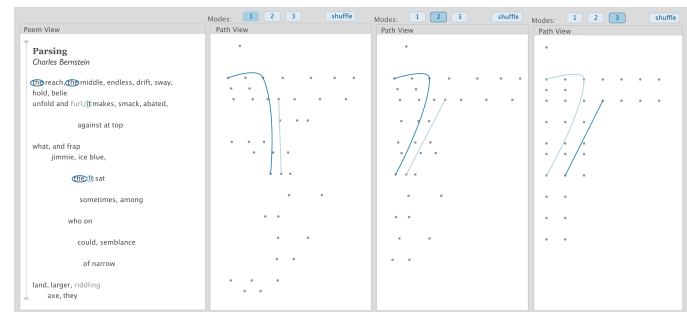 Modes: 1 2 3 shuffle
Modes: 1 2 3 shuffle
Modes: 1 2 3 shuffle
Poem View
Path View
Path View
Path View
Parsing
Charles Bernstein
the reach, the middle, endless, drift, sway,
hold, belie
unfold and furl, it makes, smack, abated,
against at top
what, and frap
jimmie, ice blue,
the it sat
sometimes, among
who on
could, semblance
of narrow
land, larger, riddling
axe, they